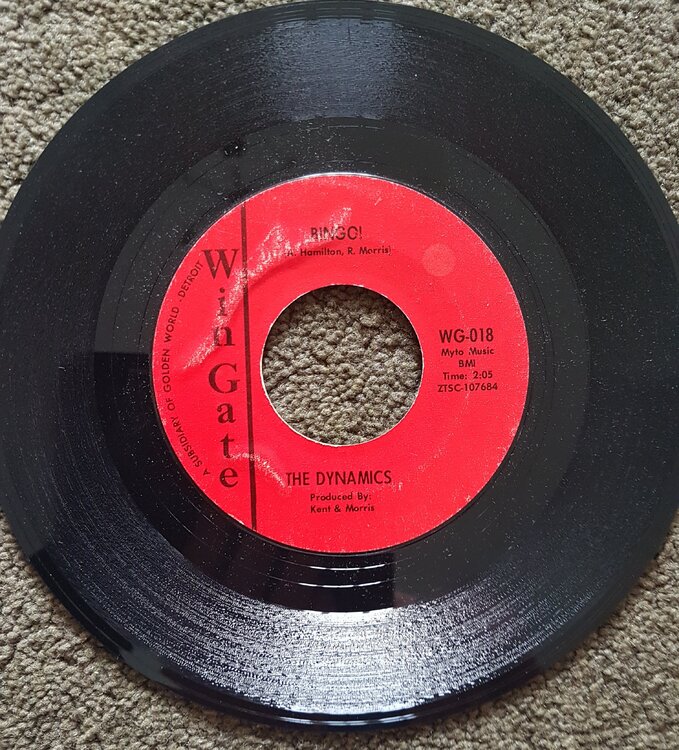 BINGO!
(A. Hamilton, R. Morris)
WinGate
A SUBSIDIARY OF GOLDEN WORLD - DETROIT
WG-018
Myto Music
BMI
Time: 2:05
ZTSC-107684
THE DYNAMICS
Produced By:
Kent & Morris